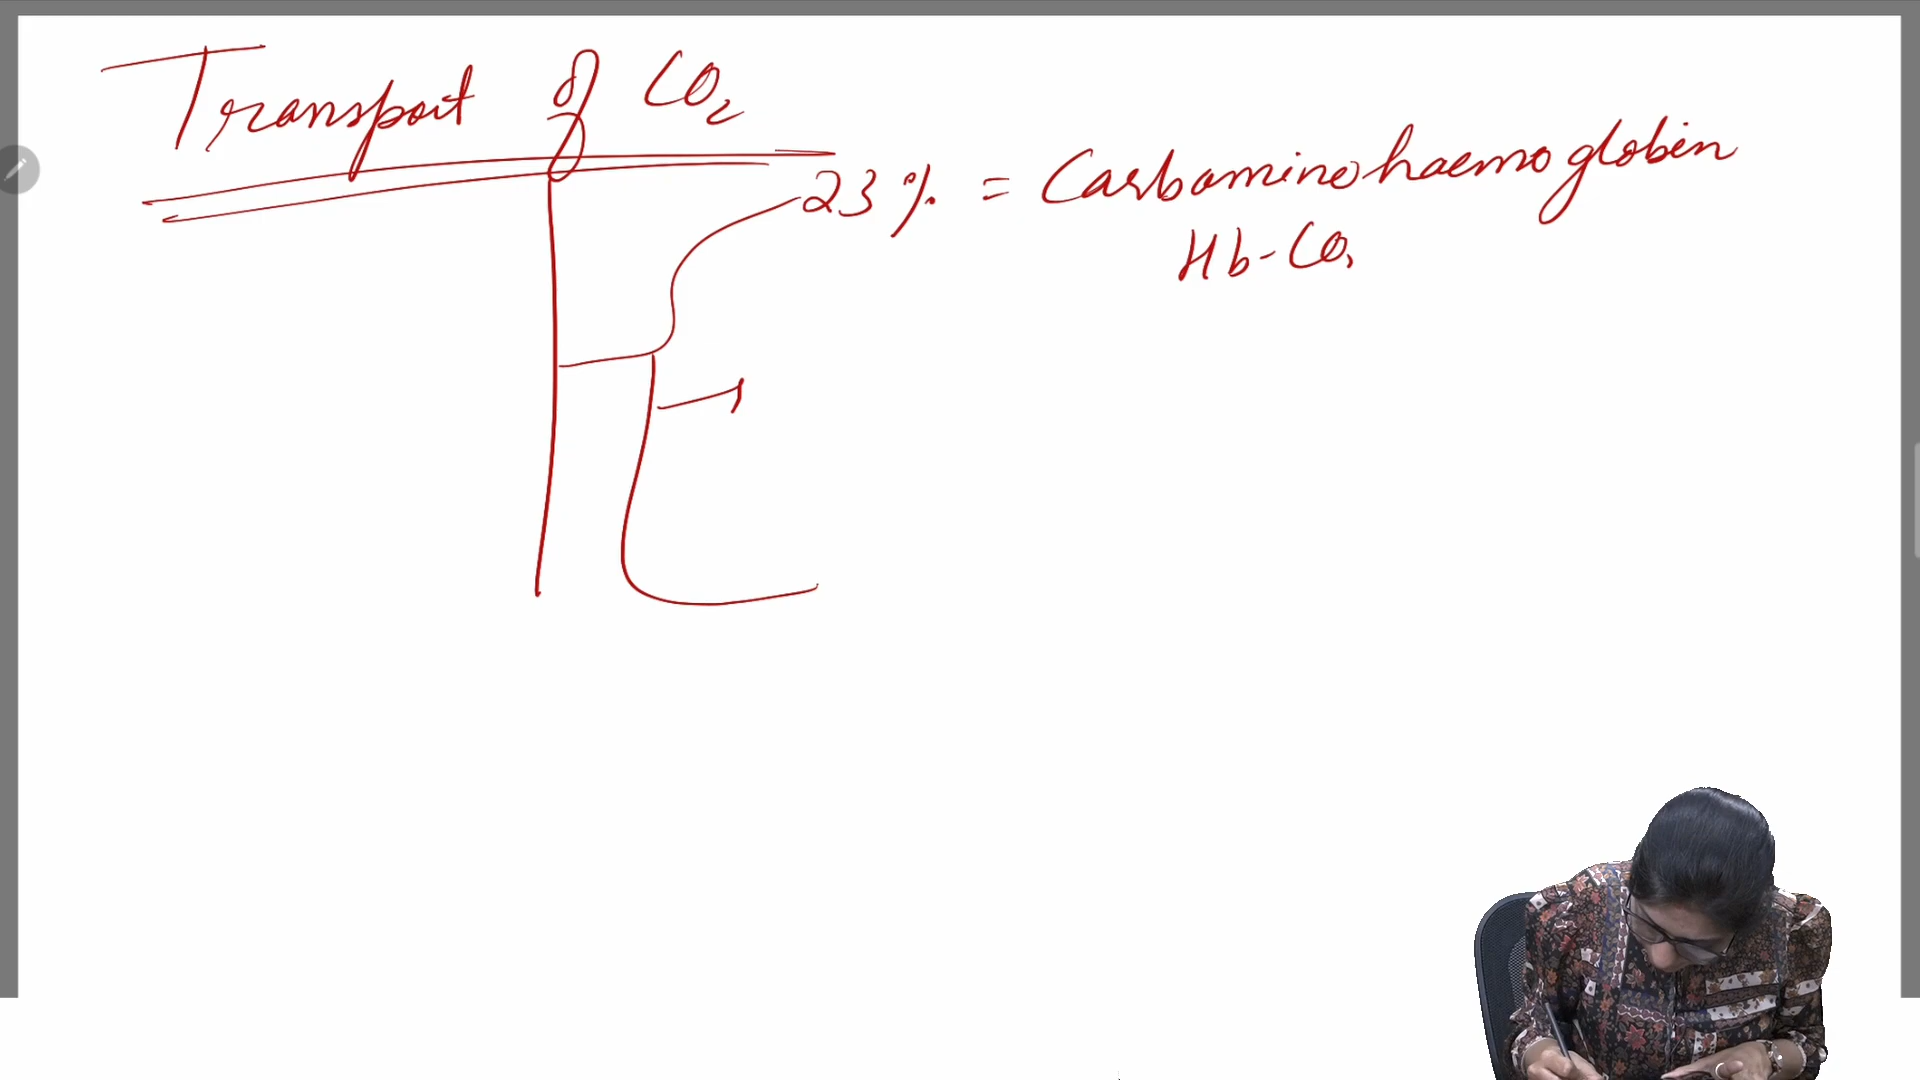 Transport of CO2
23% = Carbaminohaemoglobin
Hb-CO2